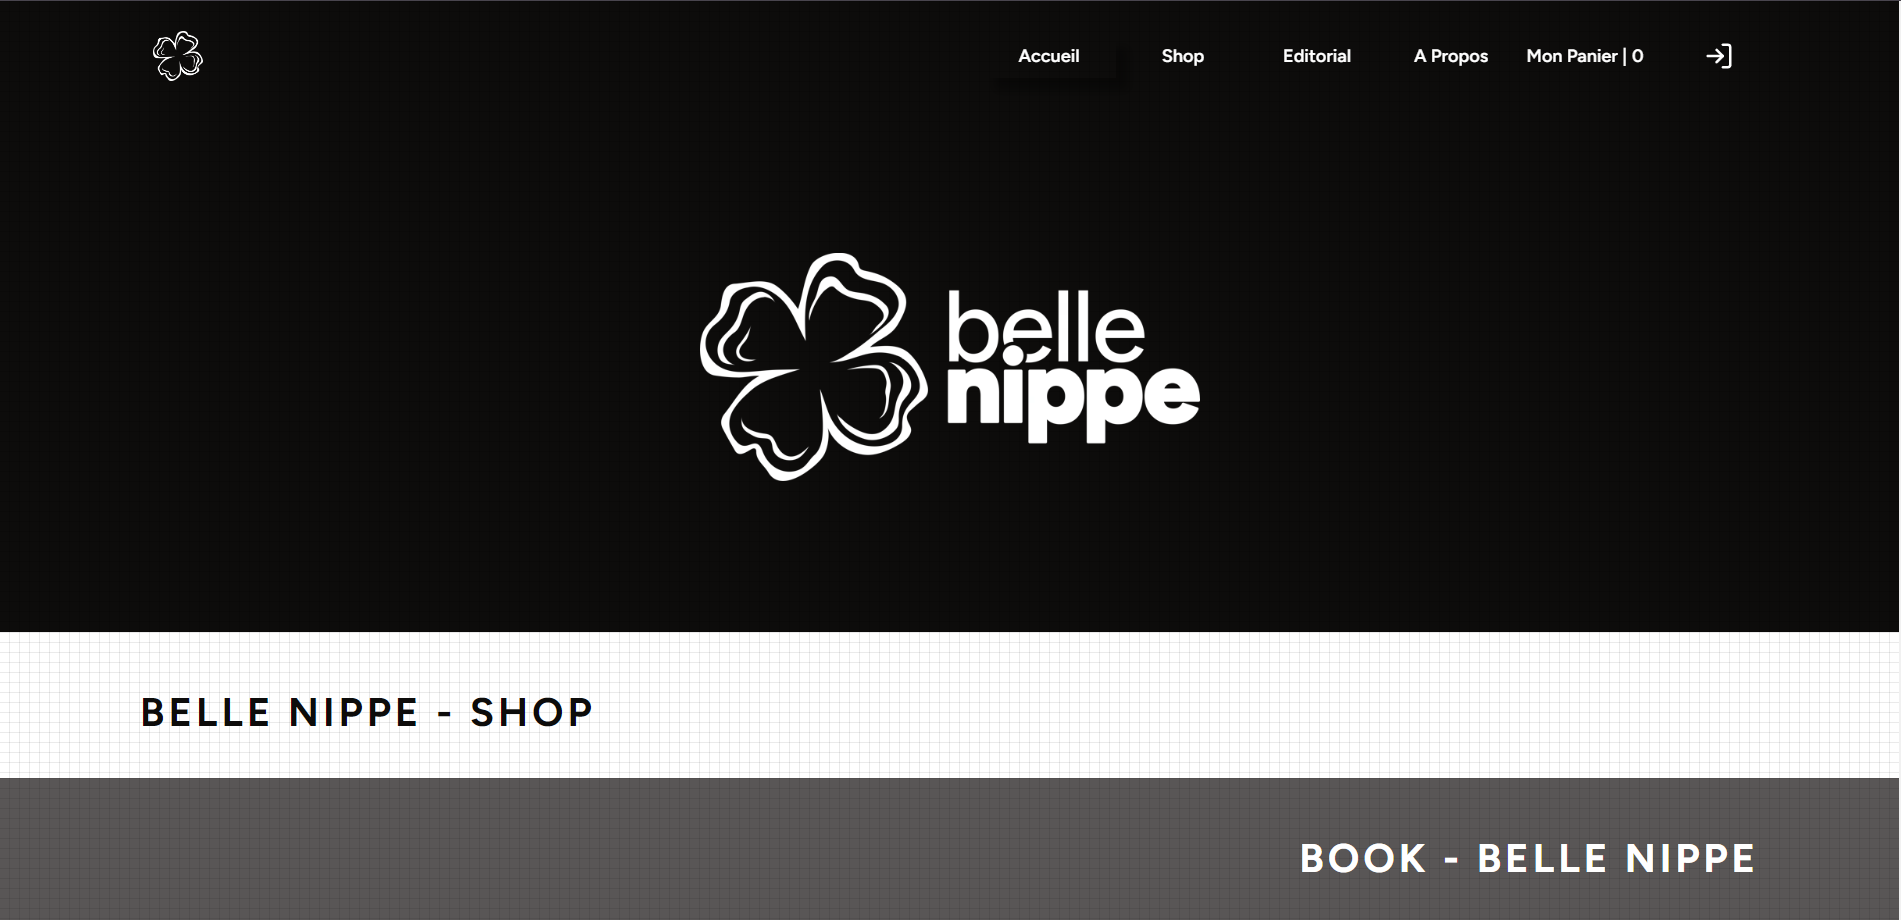 Accueil Shop Editorial A Propos Mon Panier | 0
belle
nippe
BELLE NIPPE - SHOP
BOOK - BELLE NIPPE